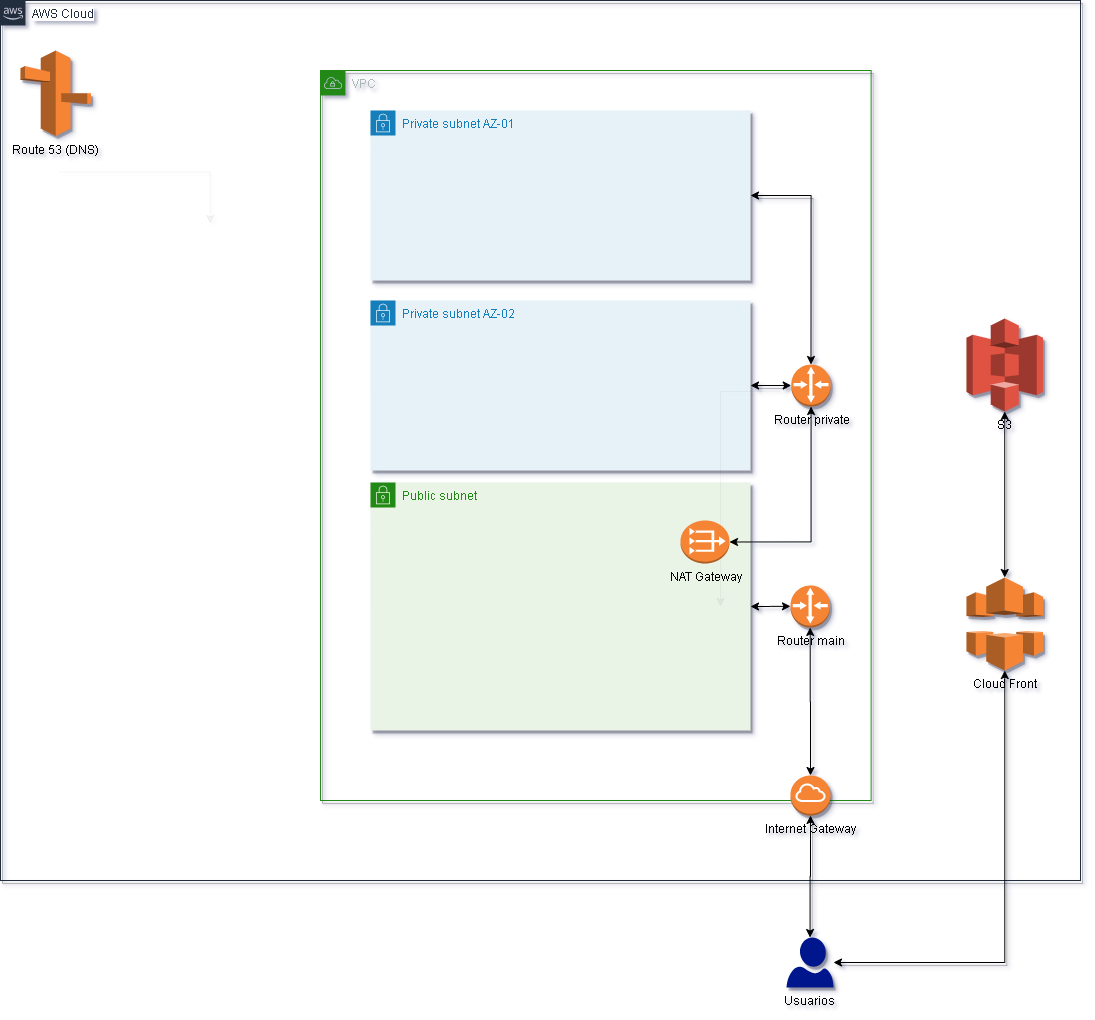 aws
AWS Cloud
Route 53 (DNS)
VPC
Private subnet AZ-01
Private subnet AZ-02
Router private
S3
Public subnet
NAT Gateway
Router main
Cloud Front
Internet Gateway
Usuarios